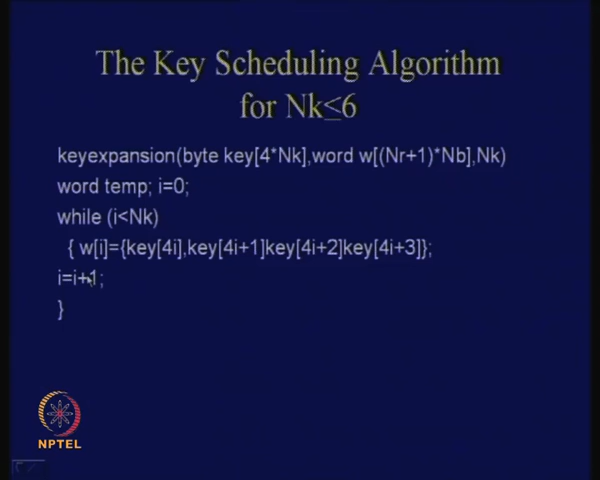 The Key Scheduling Algorithm
for Nk≤6
keyexpansion(byte key[4*Nk],word w[(Nr+1)*Nb],Nk)
word temp; i=0;
while (i<Nk)
{ w[i]={key[4i],key[4i+1]key[4i+2]key[4i+3]};
i=i+1;
}
NPTEL